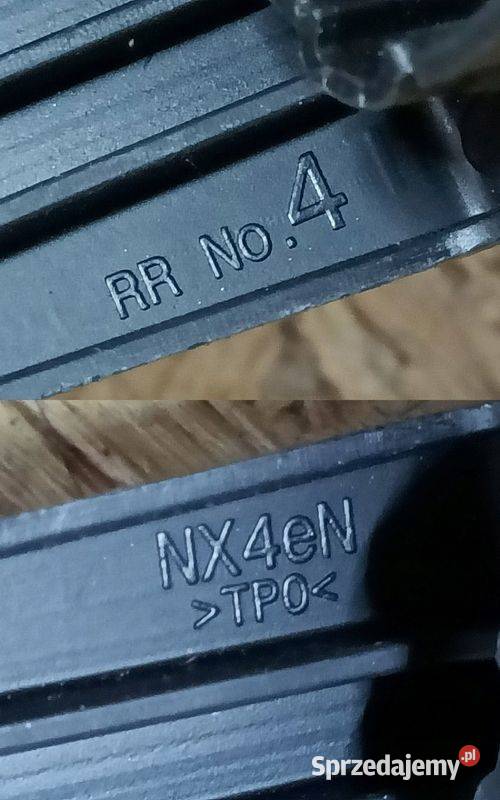 RR No.4
NX4eN
>TPO<
Sprzedajemy.pl